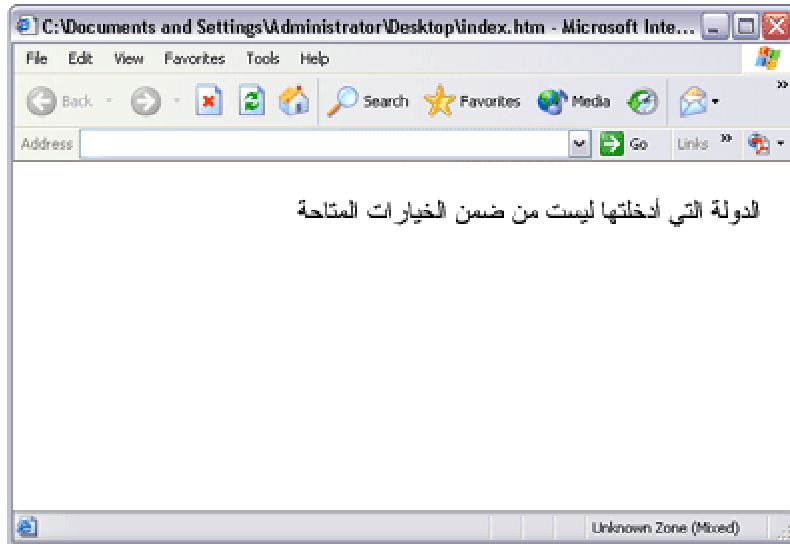 C:\Documents and Settings\Administrator\Desktop\index.htm - Microsoft Inte...
File Edit View Favorites Tools Help
Back Search Favorites Media
Address Go Links
الدولة التي أدخلتها ليست من ضمن الخيارات المتاحة
Unknown Zone (Mixed)